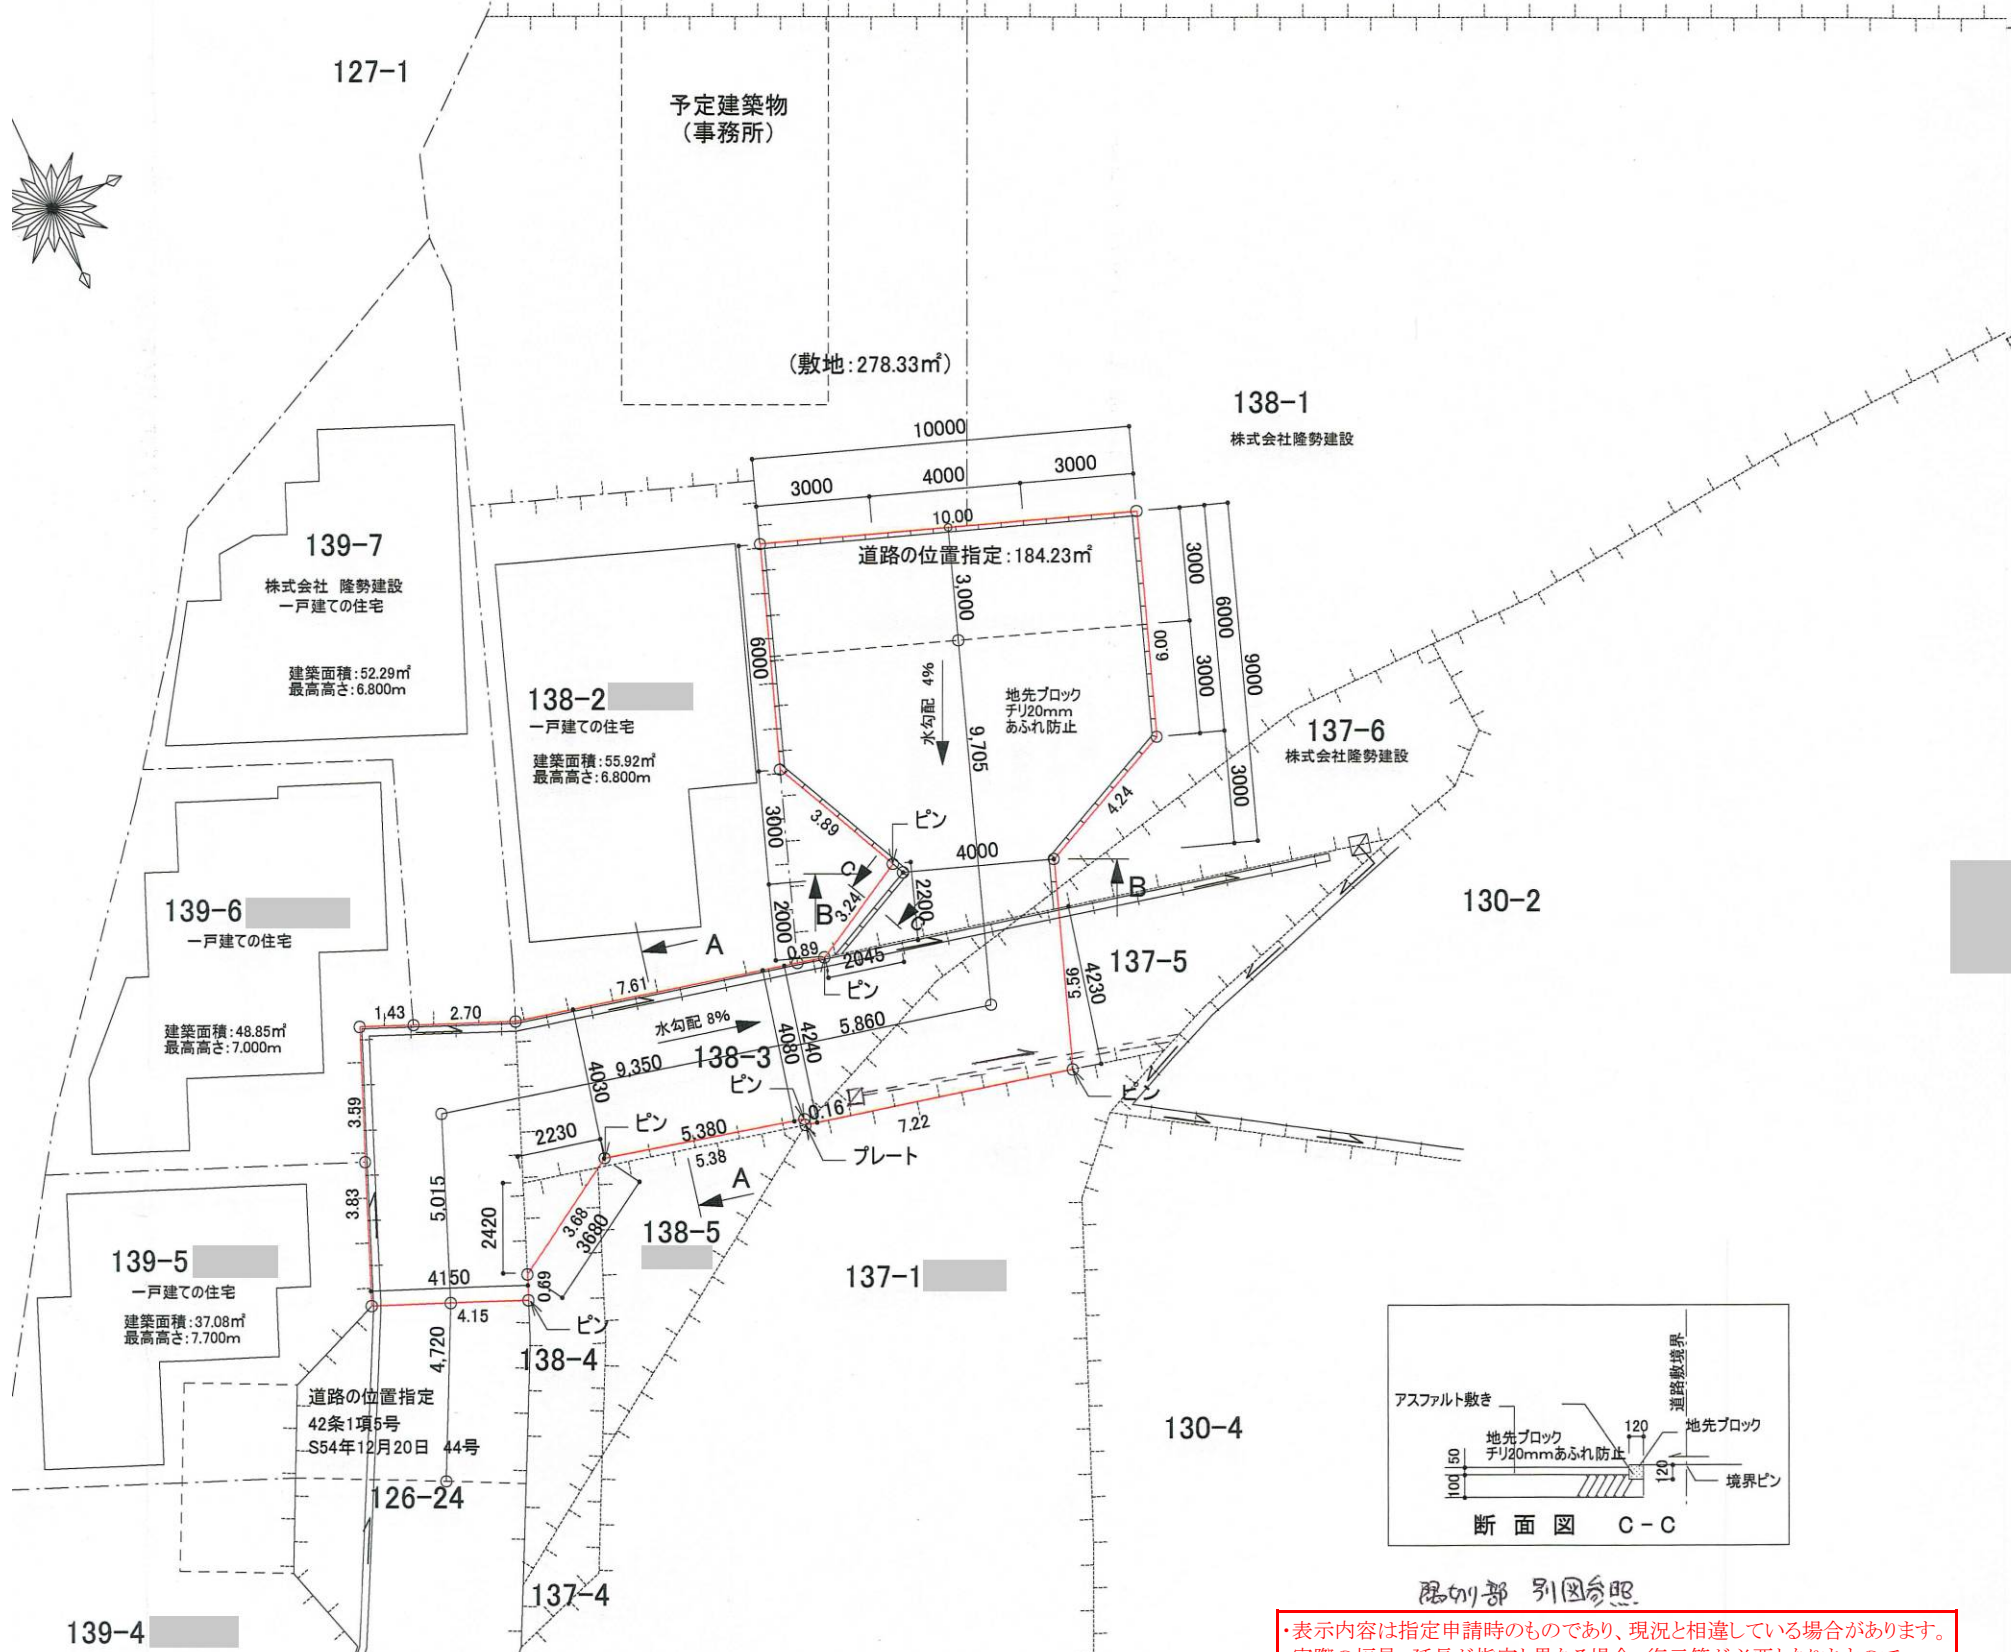 127-1
予定建築物
(事務所)
(敷地:278.33㎡)
138-1
株式会社隆勢建設
10000
3000
4000
3000
10.00
道路の位置指定:184.23㎡
3,000
3000
6000
9000
6.00
3000
3000
139-7
株式会社 隆勢建設
一戸建ての住宅
建築面積:52.29㎡
最高高さ:6.800m
138-2
一戸建ての住宅
建築面積:55.92㎡
最高高さ:6.800m
6000
水勾配 4%
9,705
地先ブロック
チリ20mm
あふれ防止
137-6
株式会社隆勢建設
3000
3.89
ピン
4000
4.24
C
B
3.24
2200
C
B
2000
0.89
2045
ピン
130-2
139-6
一戸建ての住宅
建築面積:48.85㎡
最高高さ:7.000m
A
7.61
137-5
5.56
4230
1,43
2.70
水勾配 8%
4080
4240
5.860
138-3
9,350
4030
ピン
ピン
0.16
7.22
プレート
3.59
2230
ピン
5,380
5.38
A
3.83
5,015
2420
3.68
3680
138-5
137-1
139-5
一戸建ての住宅
建築面積:37.08㎡
最高高さ:7.700m
4150
4.15
0.69
ピン
4,720
138-4
道路の位置指定
42条1項5号
S54年12月20日 44号
126-24
130-4
137-4
139-4
道路敷境界
アスファルト敷き
120
地先ブロック
地先ブロック
チリ20mmあふれ防止
50
100
120
境界ピン
断面図 C-C
隅切り部 別図参照.
・表示内容は指定申請時のものであり、現況と相違している場合があります。